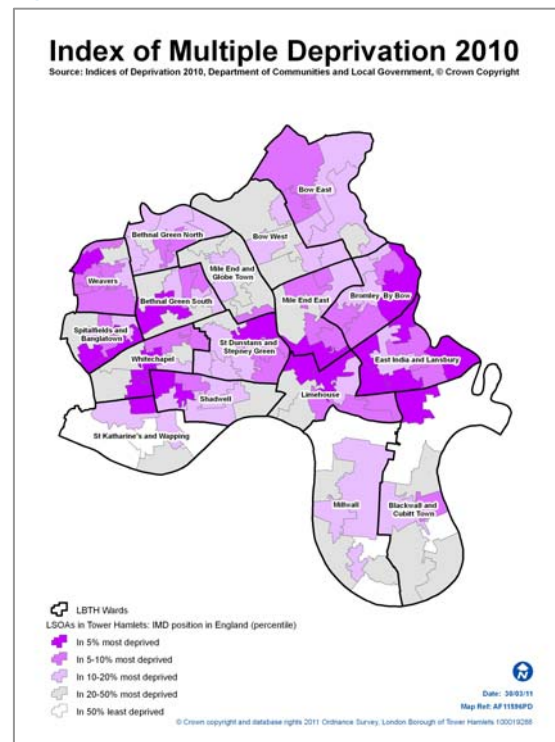 Index of Multiple Deprivation 2010
Source: Indices of Deprivation 2010, Department of Communities and Local Government, © Crown Copyright
Bow East
Bethnal Green North
Bow West
Weavers
Mile End and
Globe Town
Bethnal Green South
Mile End East
Bromley By Bow
Spitalfields and
Banglatown
Whitechapel
St Dunstans and
Stepney Green
East India and Lansbury
Shadwell
Limehouse
St Katharine's and Wapping
Millwall
Blackwall and
Cubitt Town
LBTH Wards
LSOAs in Tower Hamlets: IMD position in England (percentile)
In 5% most deprived
In 5-10% most deprived
In 10-20% most deprived
In 20-50% most deprived
In 50% least deprived
N
Date: 30/03/11
Map Ref: AF11596PD
© Crown copyright and database rights 2011 Ordnance Survey, London Borough of Tower Hamlets 100019288